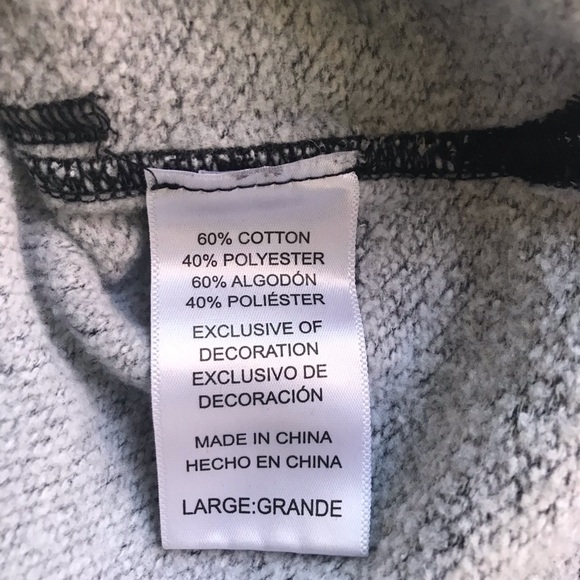 60% COTTON
40% POLYESTER
60% ALGODÓN
40% POLIÉSTER
EXCLUSIVE OF
DECORATION
EXCLUSIVO DE
DECORACIÓN
MADE IN CHINA
HECHO EN CHINA
LARGE:GRANDE